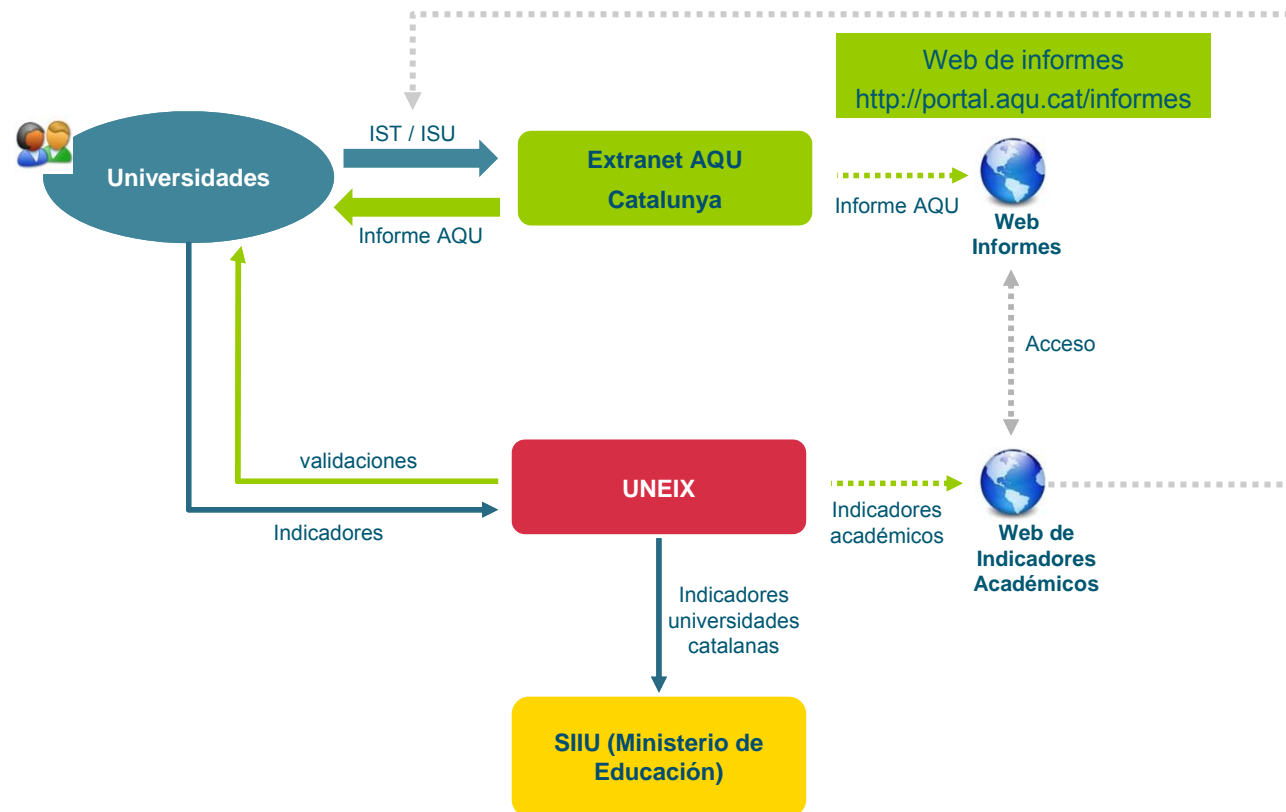 Web de informes
http://portal.aqu.cat/informes
IST / ISU
Universidades
Extranet AQU
Catalunya
Informe AQU
Informe AQU
Web
Informes
Acceso
validaciones
UNEIX
Indicadores
Indicadores
académicos
Web de
Indicadores
Académicos
Indicadores
universidades
catalanas
SIIU (Ministerio de
Educación)